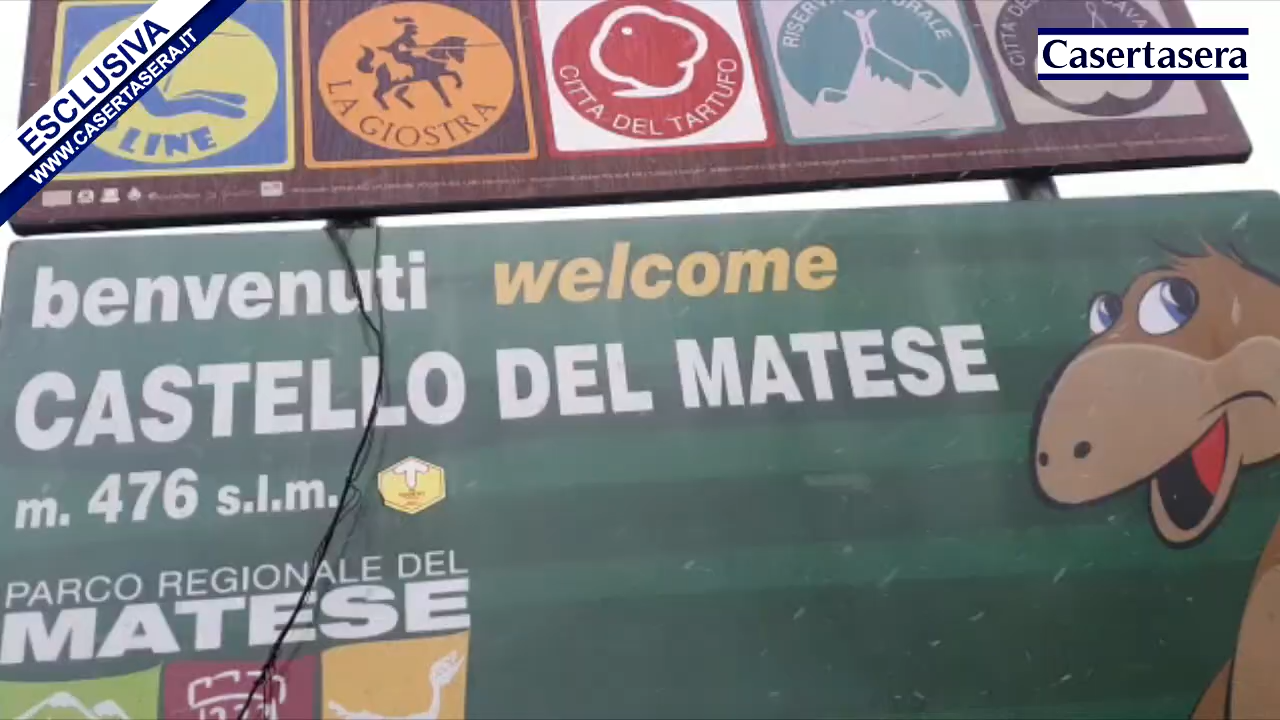 ESCLUSIVA
WWW.CASERTASERA.IT
Casertasera
LINE
LA GIOSTRA
CITTÀ DEL TARTUFO
RISERVA
benvenuti welcome
CASTELLO DEL MATESE
m. 476 s.l.m.
PARCO REGIONALE DEL
MATESE